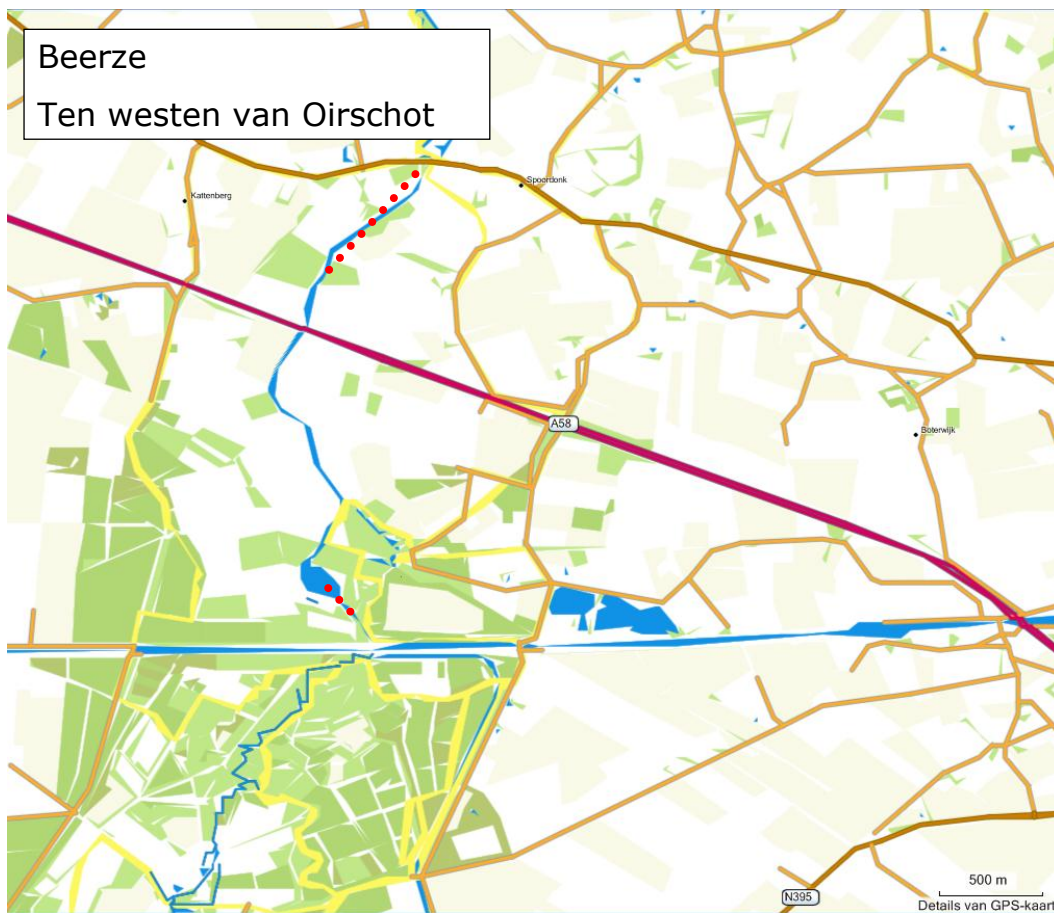 Beerze
Ten westen van Oirschot
Kattenberg
Spoordonk
A58
Boterwijk
500 m
N395
Details van GPS-kaart